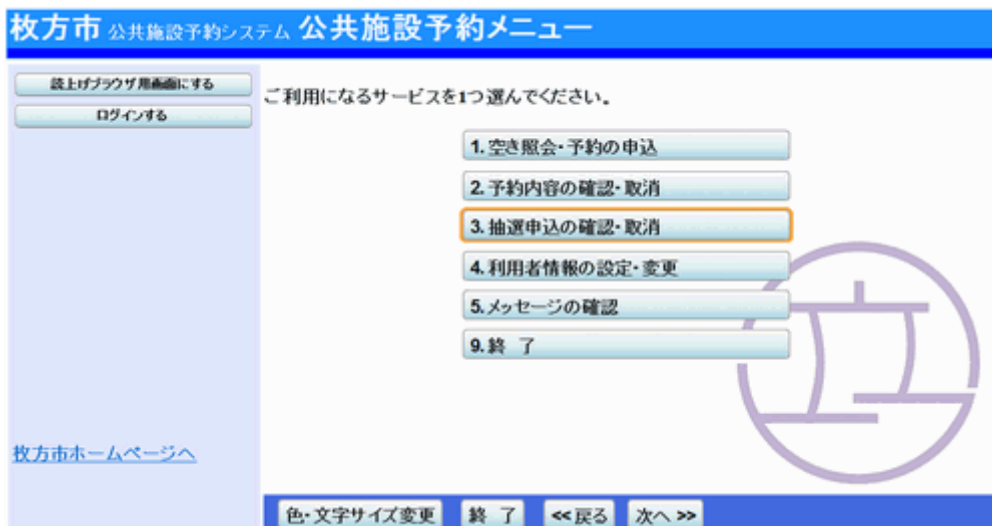 枚方市 公共施設予約システム 公共施設予約メニュー
読上げブラウザ用画面にする
ログインする
ご利用になるサービスを1つ選んでください。
1.空き照会・予約の申込
2.予約内容の確認・取消
3.抽選申込の確認・取消
4.利用者情報の設定・変更
5.メッセージの確認
9.終 了
枚方市ホームページへ
色・文字サイズ変更 終 了 <<戻る 次へ >>